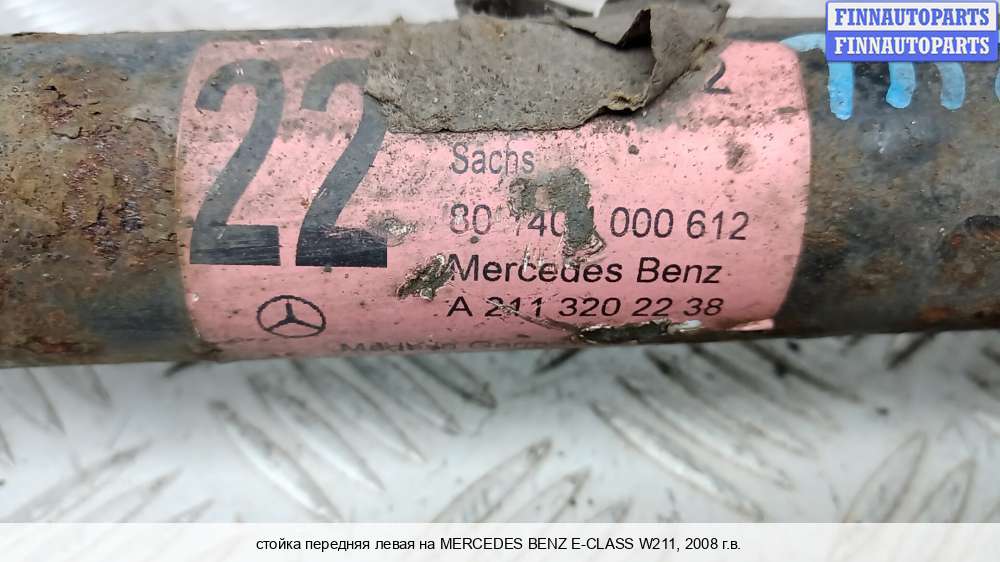 FINNAUTOPARTS
FINNAUTOPARTS
22
2
Sachs
000 612
Mercedes Benz
A 211 320 22 38
стойка передняя левая на MERCEDES BENZ E-CLASS W211, 2008 г.в.